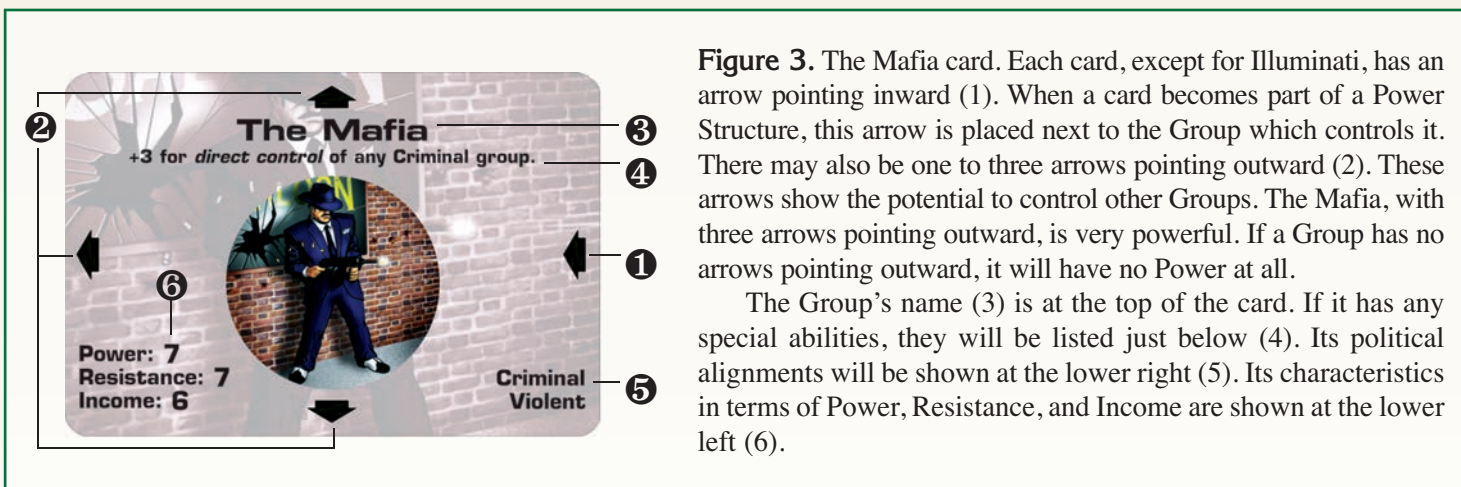 ❷
The Mafia
❸
+3 for direct control of any Criminal group.
❹
❶
❻
Power: 7
Resistance: 7
Income: 6
Criminal
Violent
❺
Figure 3. The Mafia card. Each card, except for Illuminati, has an
arrow pointing inward (1). When a card becomes part of a Power
Structure, this arrow is placed next to the Group which controls it.
There may also be one to three arrows pointing outward (2). These
arrows show the potential to control other Groups. The Mafia, with
three arrows pointing outward, is very powerful. If a Group has no
arrows pointing outward, it will have no Power at all.
The Group's name (3) is at the top of the card. If it has any
special abilities, they will be listed just below (4). Its political
alignments will be shown at the lower right (5). Its characteristics
in terms of Power, Resistance, and Income are shown at the lower
left (6).